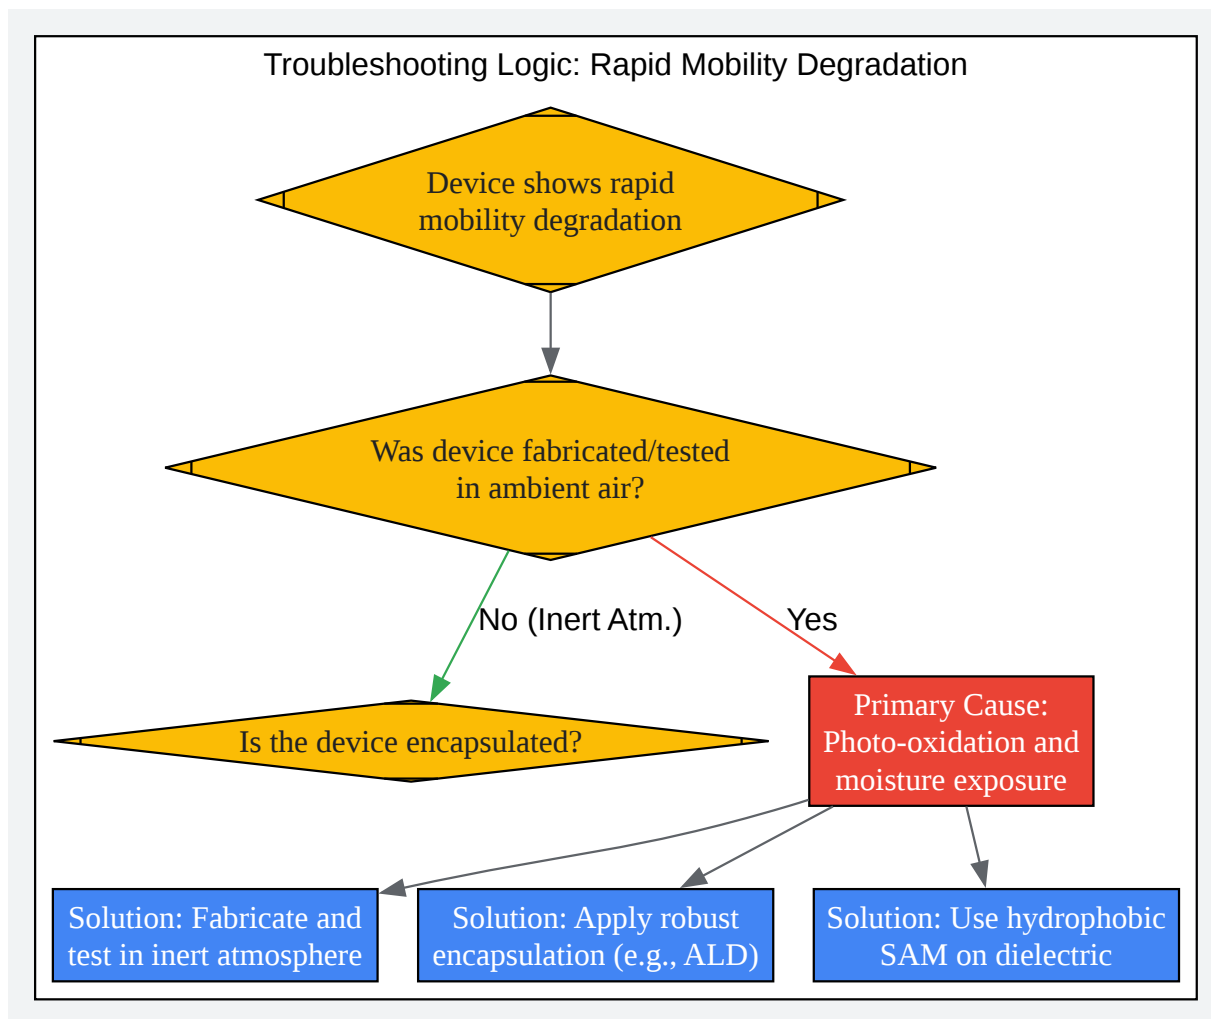 Troubleshooting Logic: Rapid Mobility Degradation
Device shows rapid
mobility degradation
Was device fabricated/tested
in ambient air?
No (Inert Atm.)
Yes
Is the device encapsulated?
Primary Cause:
Photo-oxidation and
moisture exposure
Solution: Fabricate and
test in inert atmosphere
Solution: Apply robust
encapsulation (e.g., ALD)
Solution: Use hydrophobic
SAM on dielectric